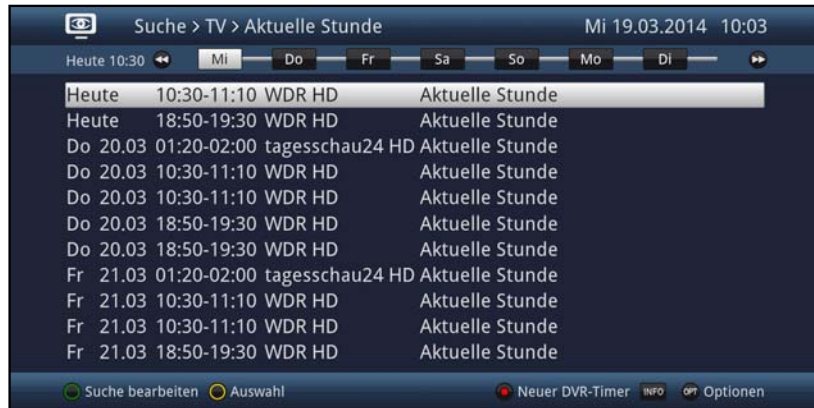 Suche > TV > Aktuelle Stunde Mi 19.03.2014 10:03
Heute 10:30 Mi Do Fr Sa So Mo Di
Heute 10:30-11:10 WDR HD Aktuelle Stunde
Heute 18:50-19:30 WDR HD Aktuelle Stunde
Do 20.03 01:20-02:00 tagesschau24 HD Aktuelle Stunde
Do 20.03 10:30-11:10 WDR HD Aktuelle Stunde
Do 20.03 10:30-11:10 WDR HD Aktuelle Stunde
Do 20.03 18:50-19:30 WDR HD Aktuelle Stunde
Do 20.03 18:50-19:30 WDR HD Aktuelle Stunde
Fr 21.03 01:20-02:00 tagesschau24 HD Aktuelle Stunde
Fr 21.03 10:30-11:10 WDR HD Aktuelle Stunde
Fr 21.03 10:30-11:10 WDR HD Aktuelle Stunde
Fr 21.03 18:50-19:30 WDR HD Aktuelle Stunde
Suche bearbeiten Auswahl Neuer DVR-Timer INFO OPT Optionen